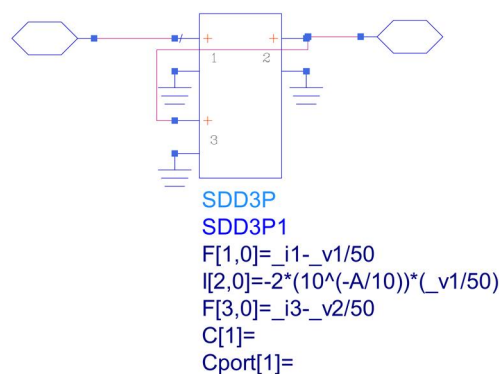 1
2
3
SDD3P
SDD3P1
F[1,0]=_i1-_v1/50
I[2,0]=-2*(10^(-A/10))*(_v1/50)
F[3,0]=_i3-_v2/50
C[1]=
Cport[1]=